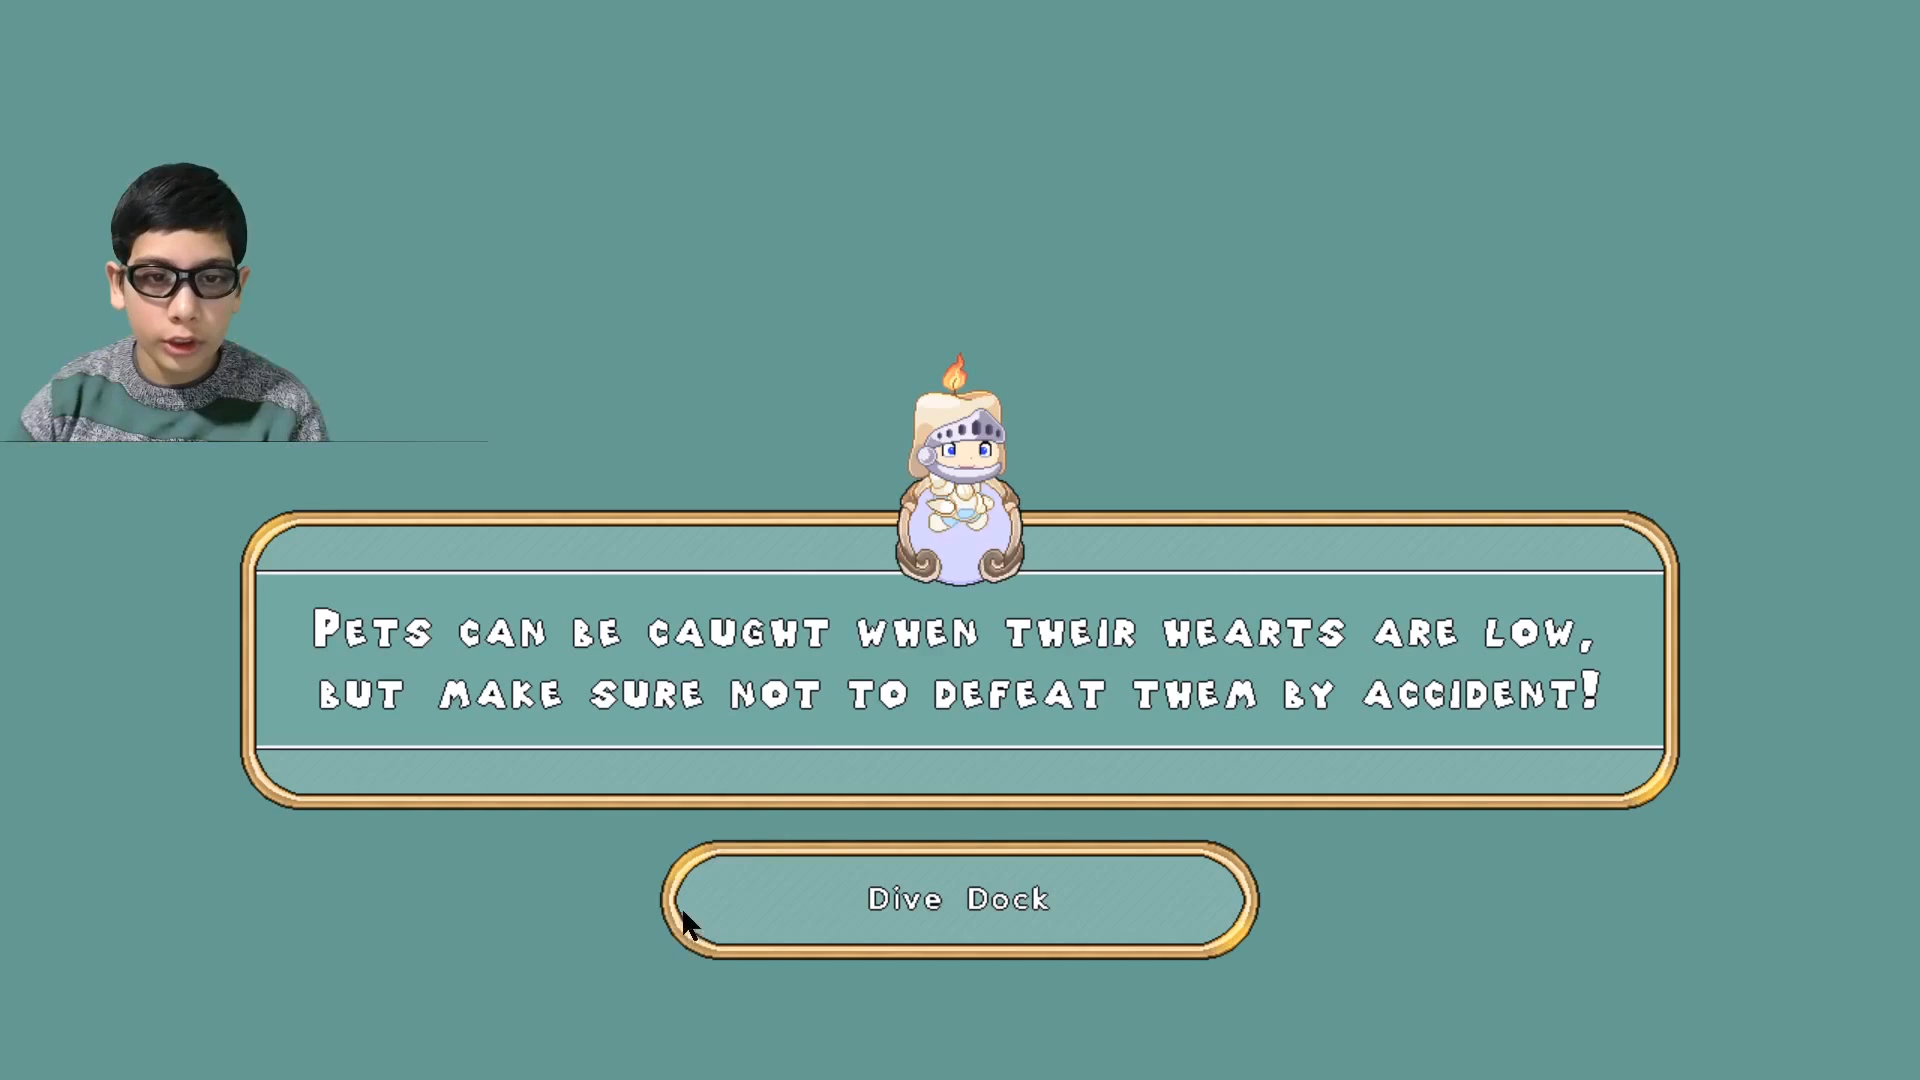 PETS CAN BE CAUGHT WHEN THEIR HEARTS ARE LOW,
BUT MAKE SURE NOT TO DEFEAT THEM BY ACCIDENT!
Dive Dock